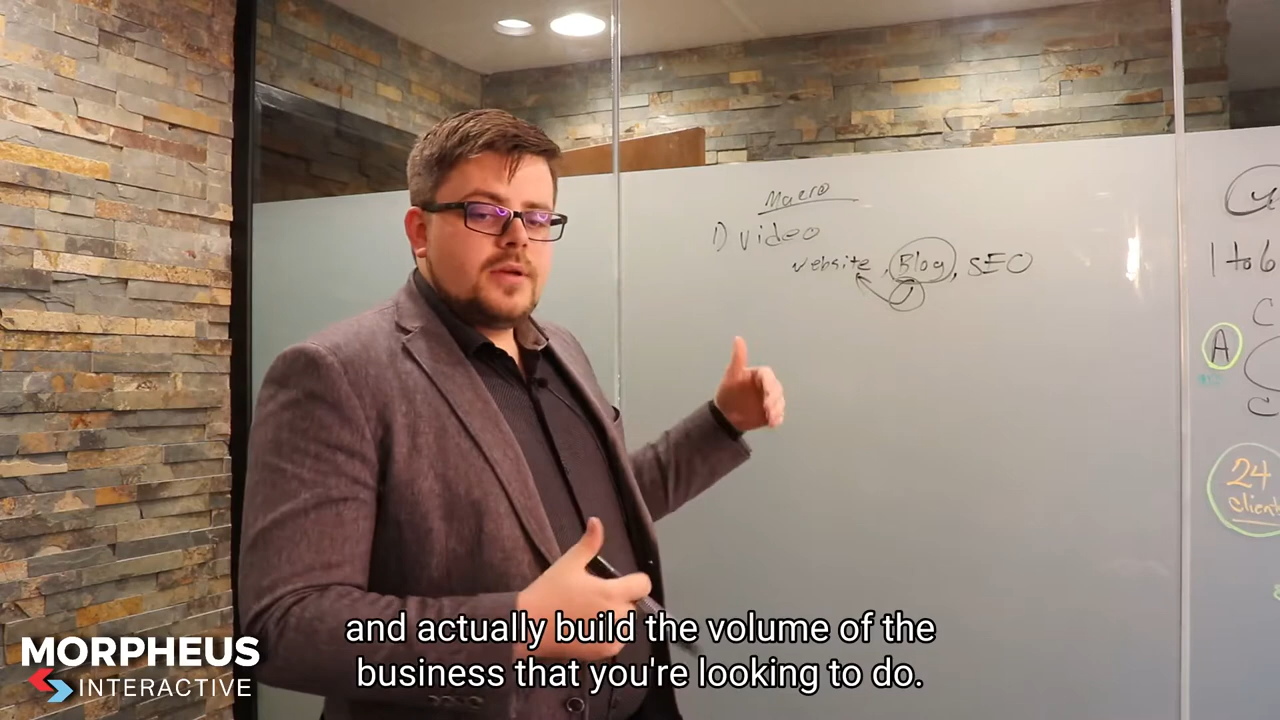 Macro
1) video
website, Blog, SEO
1 to 6
A
24
Client
and actually build the volume of the
business that you're looking to do.
MORPHEUS
INTERACTIVE